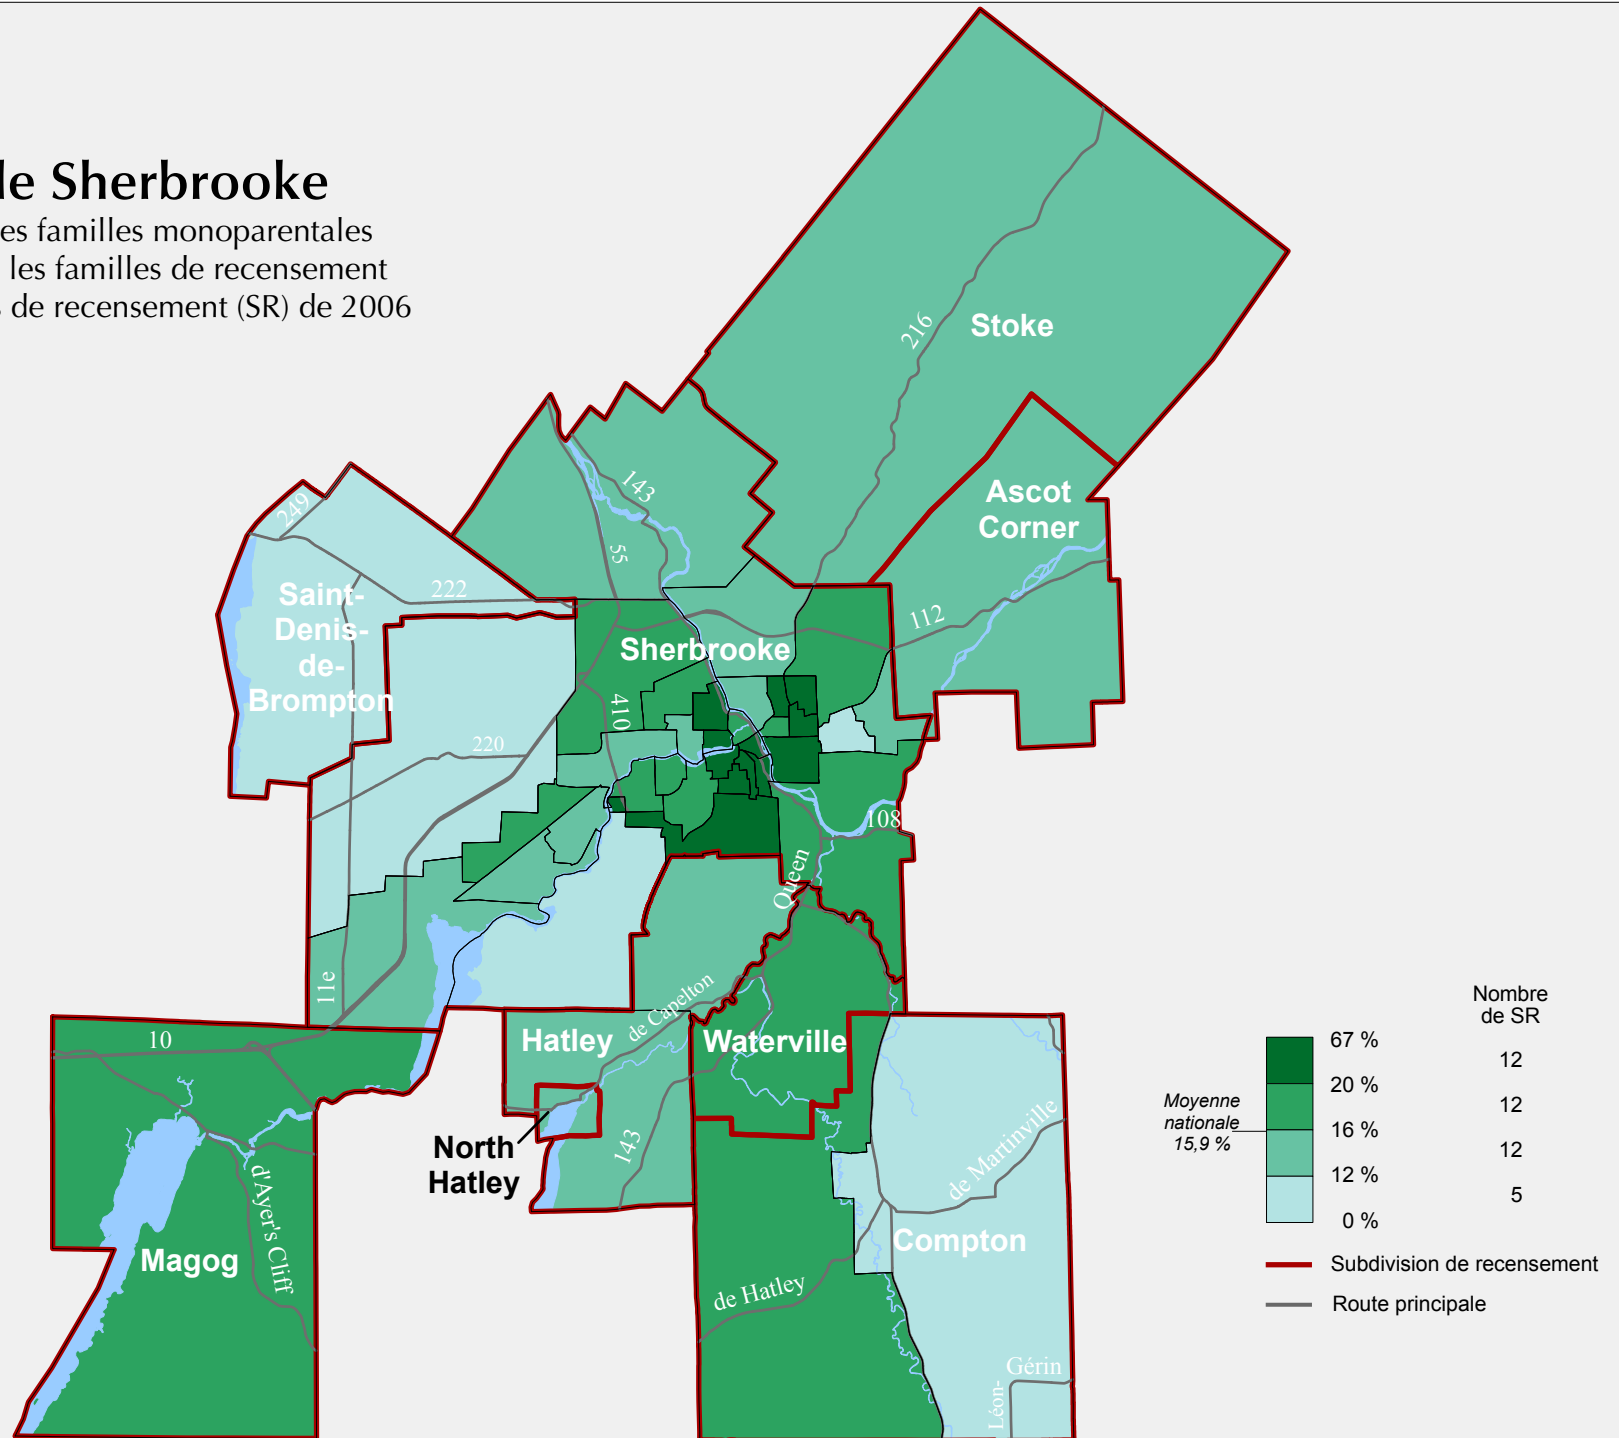 le Sherbrooke
es familles monoparentales
les familles de recensement
s de recensement (SR) de 2006
216
Stoke
Ascot
Corner
249
143
55
222
Saint-
Denis-
de-
Brompton
112
Sherbrooke
410
220
108
Queen
11e
10
Hatley
de Capelton
Waterville
North
Hatley
143
d'Ayer's Cliff
Magog
de Martinville
Compton
de Hatley
Gérin
Léon-
Nombre
de SR
67 %
12
20 %
12
Moyenne
nationale
15,9 %
16 %
12
12 %
5
0 %
Subdivision de recensement
Route principale